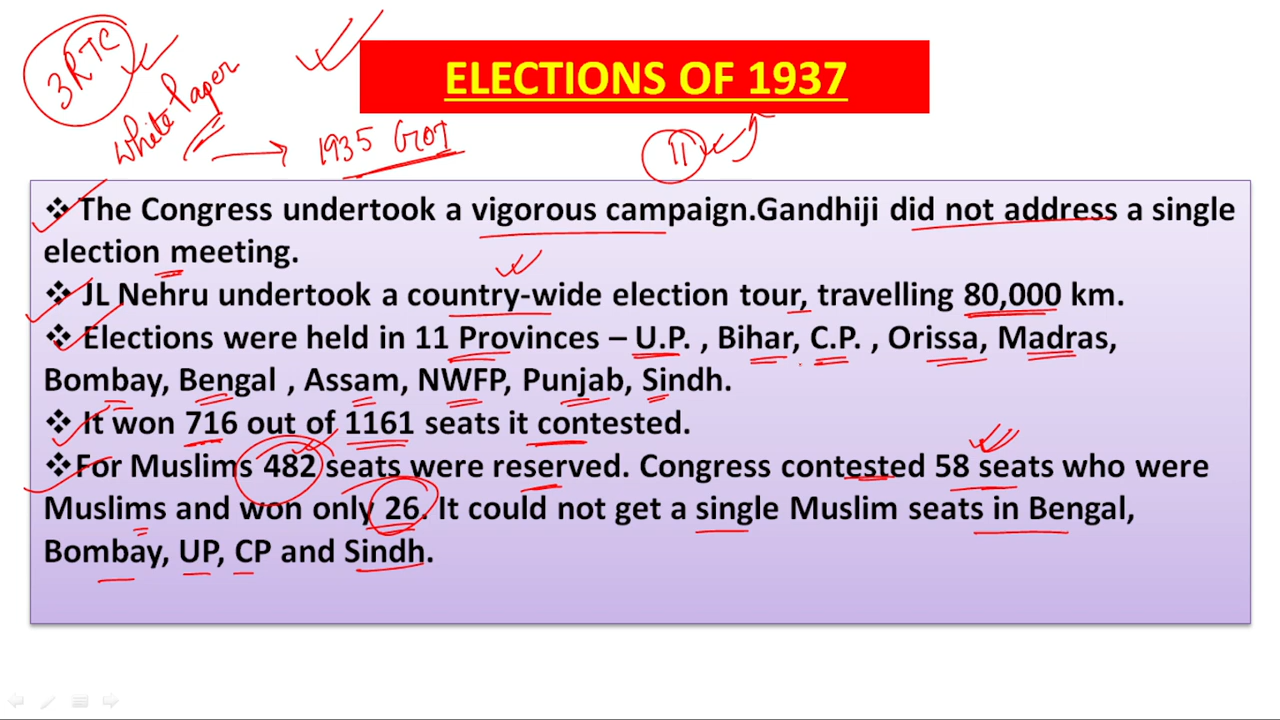 3RTC
White Paper
1935 GOI
ELECTIONS OF 1937
11
❖ The Congress undertook a vigorous campaign.Gandhiji did not address a single
election meeting.
❖ JL Nehru undertook a country-wide election tour, travelling 80,000 km.
❖ Elections were held in 11 Provinces – U.P. , Bihar, C.P. , Orissa, Madras,
Bombay, Bengal , Assam, NWFP, Punjab, Sindh.
❖ It won 716 out of 1161 seats it contested.
❖For Muslims 482 seats were reserved. Congress contested 58 seats who were
Muslims and won only 26. It could not get a single Muslim seats in Bengal,
Bombay, UP, CP and Sindh.